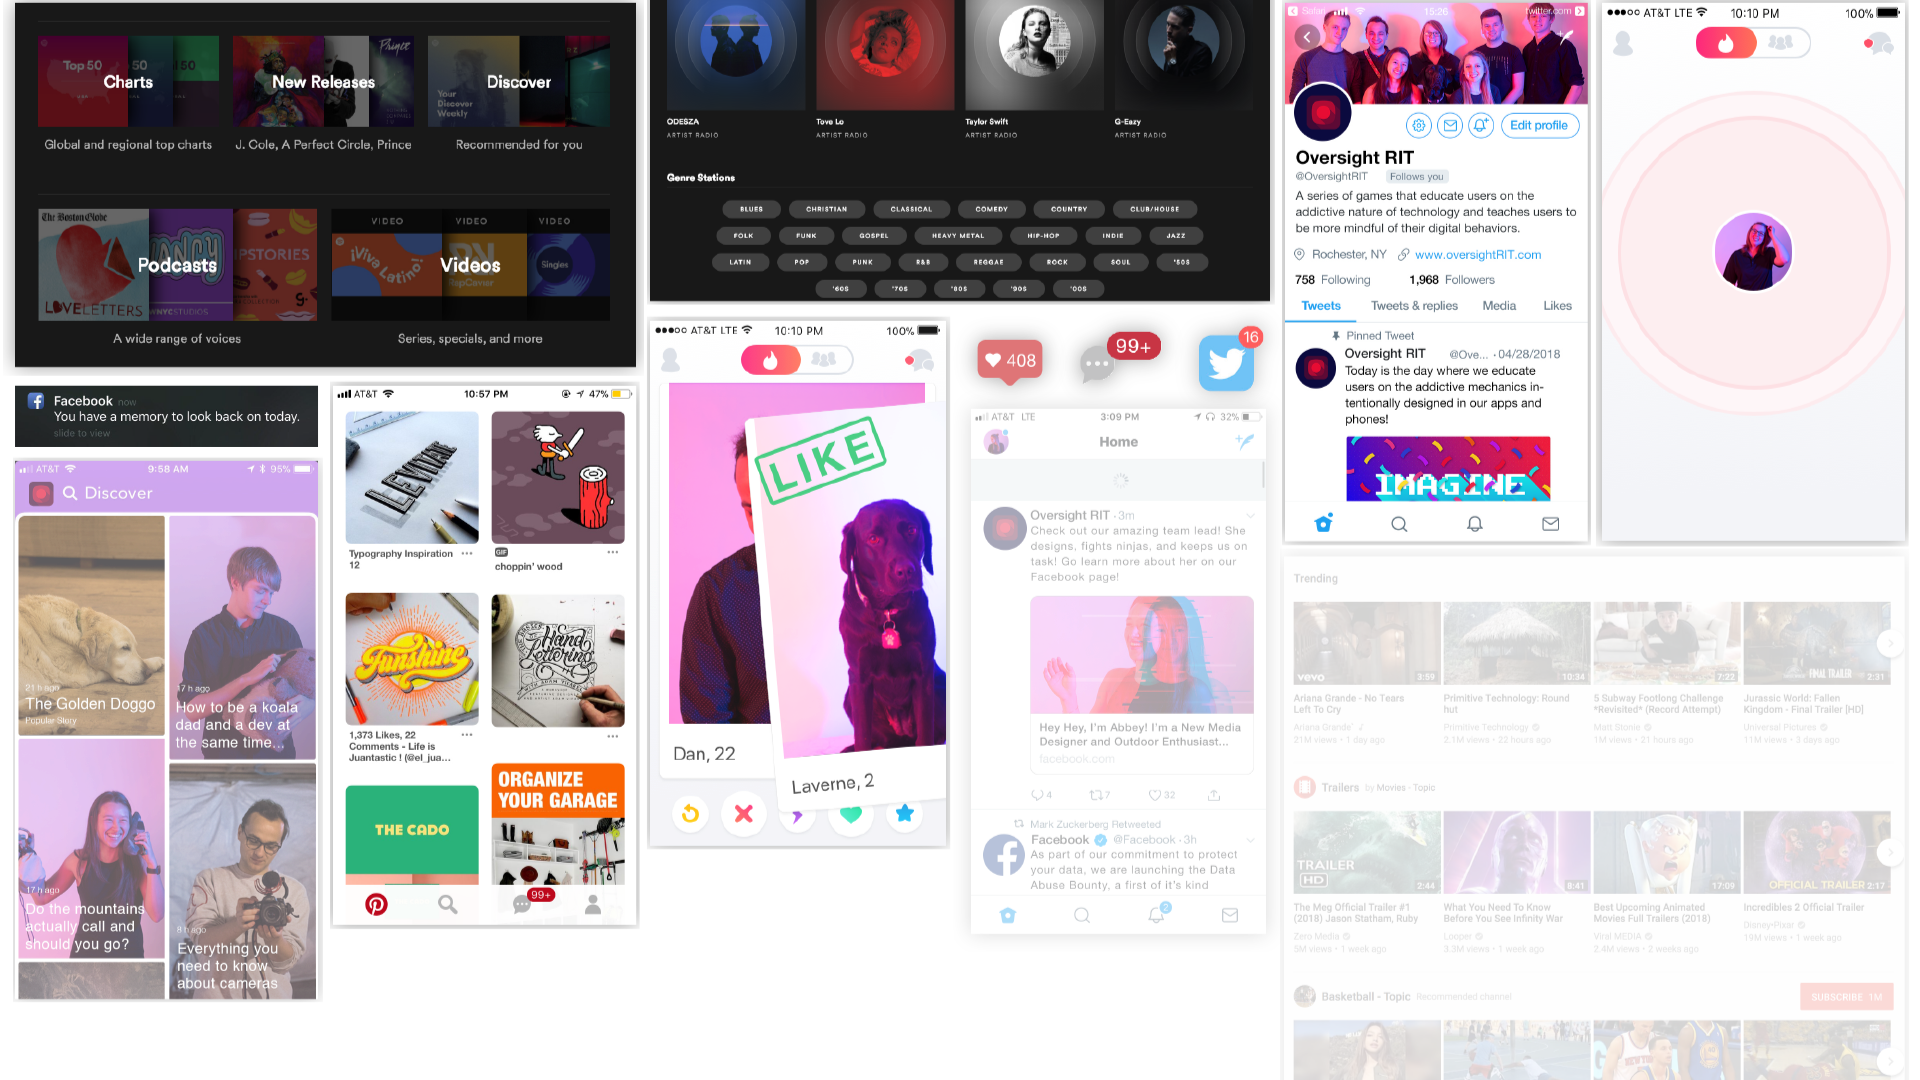 Top 50
Charts
Global and regional top charts
New Releases
Prince
J. Cole, A Perfect Circle, Prince
Your
Discover
Weekly
Discover
Recommended for you
The Boston Globe
LOVELETTERS
Podcasts
A wide range of voices
VIDEO
VIDEO
VIDEO
¡Viva Latino!
Singles
Videos
Series, specials, and more
ODESZA
ARTIST RADIO
Tove Lo
ARTIST RADIO
Taylor Swift
ARTIST RADIO
G-Eazy
ARTIST RADIO
Genre Stations
BLUES
CHRISTIAN
CLASSICAL
COMEDY
COUNTRY
CLUB/HOUSE
FOLK
FUNK
GOSPEL
HEAVY METAL
HIP-HOP
INDIE
JAZZ
LATIN
POP
PUNK
R&B
REGGAE
ROCK
SOUL
'50S
'60S
'70S
'80S
'90S
'00S
Safari
15:26
twitter.com
Edit profile
Oversight RIT
@OversightRIT
Follows you
A series of games that educate users on the
addictive nature of technology and teaches users to
be more mindful of their digital behaviors.
Rochester, NY
www.oversightRIT.com
758 Following
1,968 Followers
Tweets
Tweets & replies
Media
Likes
Pinned Tweet
Oversight RIT @Ove... · 04/28/2018
Today is the day where we educate
users on the addictive mechanics in-
tentionally designed in our apps and
phones!
IMAGINE
AT&T LTE
10:10 PM
100%
Facebook now
You have a memory to look back on today.
slide to view
AT&T
9:58 AM
95%
Discover
21 h ago
The Golden Doggo
Popular Story
17 h ago
How to be a koala
dad and a dev at
the same time...
17 h ago
Do the mountains
actually call and
should you go?
8 h ago
Everything you
need to know
about cameras
AT&T
10:57 PM
47%
LEVITATE
Typography Inspiration
12
GIF
choppin' wood
Funshine
1,373 Likes, 22
Comments - Life is
Juantastic ! (@el_jua...
Hand
Lettering
THE CADO
ORGANIZE
YOUR GARAGE
99+
AT&T LTE
10:10 PM
100%
LIKE
Dan, 22
Laverne, 2
408
99+
16
AT&T LTE
3:09 PM
32%
Home
Oversight RIT · 3m
Check out our amazing team lead! She
designs, fights ninjas, and keeps us on
task! Go learn more about her on our
Facebook page!
Hey Hey, I'm Abbey! I'm a New Media
Designer and Outdoor Enthusiast...
facebook.com
4
7
32
Mark Zuckerberg Retweeted
Facebook @Facebook · 3h
As part of our commitment to protect
your data, we are launching the Data
Abuse Bounty, a first of it's kind
2
Trending
vevo
3:59
10:34
7:22
FINAL TRAILER
2:31
Ariana Grande - No Tears
Left To Cry
Ariana Grande
21M views • 1 day ago
Primitive Technology: Round
hut
Primitive Technology
2.1M views • 22 hours ago
5 Subway Footlong Challenge
*Revisited* (Record Attempt)
Matt Stonie
1M views • 21 hours ago
Jurassic World: Fallen
Kingdom - Final Trailer [HD]
Universal Pictures
11M views • 3 days ago
Trailers by Movies - Topic
TRAILER
HD
2:44
8:41
17:09
OFFICIAL TRAILER 2:17
The Meg Official Trailer #1
(2018) Jason Statham, Ruby
Zero Media
5M views • 1 week ago
What You Need To Know
Before You See Infinity War
Looper
3.3M views • 1 week ago
Best Upcoming Animated
Movies Full Trailers (2018)
Viral MEDIA
2.4M views • 2 weeks ago
Incredibles 2 Official Trailer
Disney•Pixar
19M views • 1 week ago
Basketball - Topic Recommended channel
SUBSCRIBE 1M